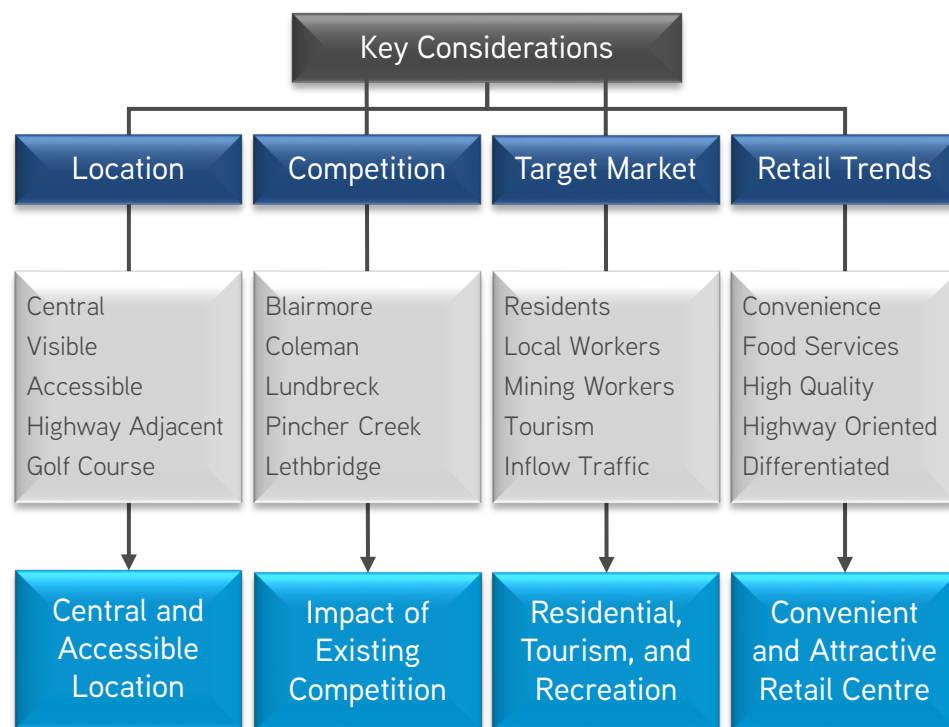 Key Considerations
Location
Competition
Target Market
Retail Trends
Central
Visible
Accessible
Highway Adjacent
Golf Course
Blairmore
Coleman
Lundbreck
Pincher Creek
Lethbridge
Residents
Local Workers
Mining Workers
Tourism
Inflow Traffic
Convenience
Food Services
High Quality
Highway Oriented
Differentiated
Central and
Accessible
Location
Impact of
Existing
Competition
Residential,
Tourism, and
Recreation
Convenient
and Attractive
Retail Centre